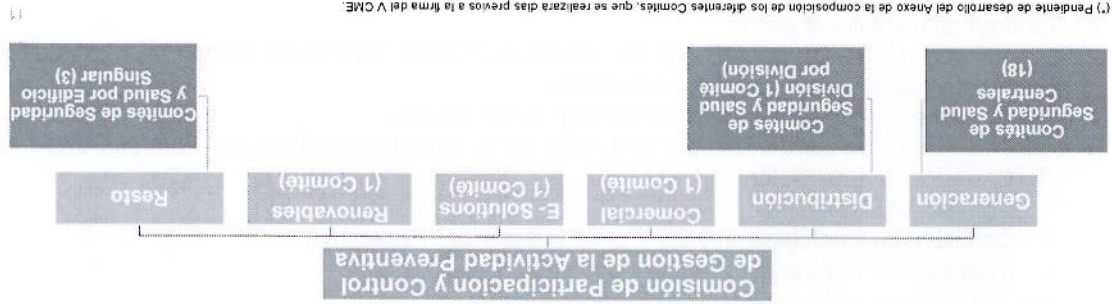 Comisión de Participacion y Control
de Gestion de la Actividad Preventiva
Generación
Distribución
Comercial
(1 Comité)
E- Solutions
(1 Comité)
Renovables
(1 Comité)
Resto
Comités de
Seguridad y Salud
Centrales
(18)
Comités de
Seguridad y Salud
División (1 Comité
por División)
Comités de Seguridad
y Salud por Edificio
Singular (3)
(*) Pendiente de desarrollo del Anexo de la composición de los diferentes Comités, que se realizará días previos a la firma del V CME.